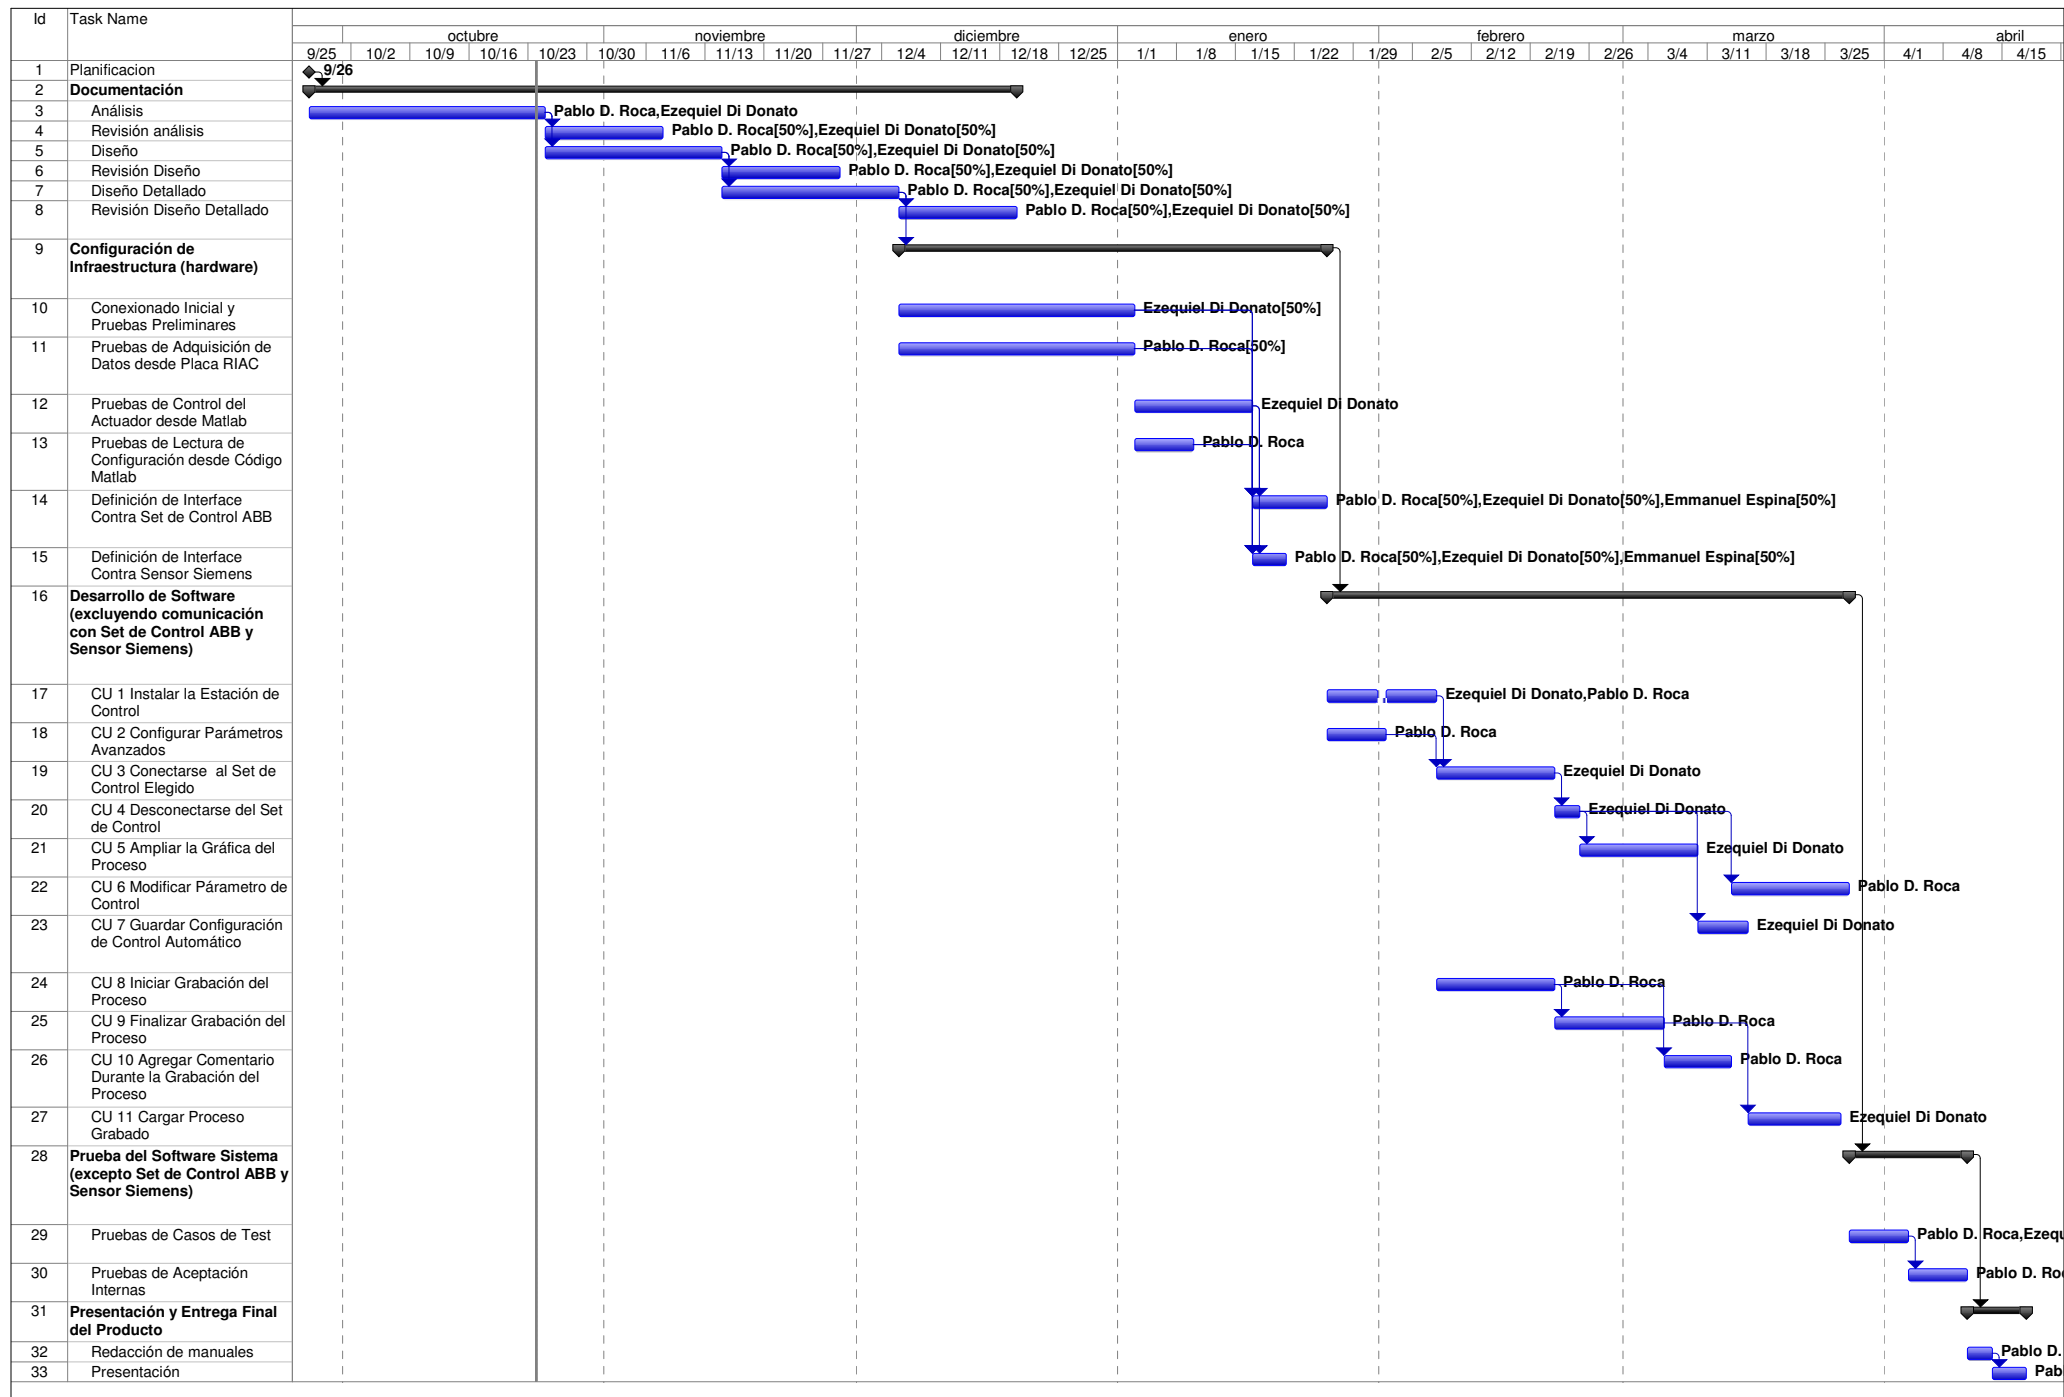 Id Task Name
octubre noviembre diciembre enero febrero marzo abril
9/25 10/2 10/9 10/16 10/23 10/30 11/6 11/13 11/20 11/27 12/4 12/11 12/18 12/25 1/1 1/8 1/15 1/22 1/29 2/5 2/12 2/19 2/26 3/4 3/11 3/18 3/25 4/1 4/8 4/15
1 Planificacion 9/26
2 Documentación
3 Análisis Pablo D. Roca,Ezequiel Di Donato
4 Revisión análisis Pablo D. Roca[50%],Ezequiel Di Donato[50%]
5 Diseño Pablo D. Roca[50%],Ezequiel Di Donato[50%]
6 Revisión Diseño Pablo D. Roca[50%],Ezequiel Di Donato[50%]
7 Diseño Detallado Pablo D. Roca[50%],Ezequiel Di Donato[50%]
8 Revisión Diseño Detallado Pablo D. Roca[50%],Ezequiel Di Donato[50%]
9 Configuración de
Infraestructura (hardware)
10 Conexionado Inicial y Ezequiel Di Donato[50%]
Pruebas Preliminares
11 Pruebas de Adquisición de Pablo D. Roca[50%]
Datos desde Placa RIAC
12 Pruebas de Control del Ezequiel Di Donato
Actuador desde Matlab
13 Pruebas de Lectura de Pablo D. Roca
Configuración desde Código
Matlab
14 Definición de Interface Pablo D. Roca[50%],Ezequiel Di Donato[50%],Emmanuel Espina[50%]
Contra Set de Control ABB
15 Definición de Interface Pablo D. Roca[50%],Ezequiel Di Donato[50%],Emmanuel Espina[50%]
Contra Sensor Siemens
16 Desarrollo de Software
(excluyendo comunicación
con Set de Control ABB y
Sensor Siemens)
17 CU 1 Instalar la Estación de Ezequiel Di Donato,Pablo D. Roca
Control
18 CU 2 Configurar Parámetros Pablo D. Roca
Avanzados
19 CU 3 Conectarse al Set de Ezequiel Di Donato
Control Elegido
20 CU 4 Desconectarse del Set Ezequiel Di Donato
de Control
21 CU 5 Ampliar la Gráfica del Ezequiel Di Donato
Proceso
22 CU 6 Modificar Párametro de Pablo D. Roca
Control
23 CU 7 Guardar Configuración Ezequiel Di Donato
de Control Automático
24 CU 8 Iniciar Grabación del Pablo D. Roca
Proceso
25 CU 9 Finalizar Grabación del Pablo D. Roca
Proceso
26 CU 10 Agregar Comentario Pablo D. Roca
Durante la Grabación del
Proceso
27 CU 11 Cargar Proceso Ezequiel Di Donato
Grabado
28 Prueba del Software Sistema
(excepto Set de Control ABB y
Sensor Siemens)
29 Pruebas de Casos de Test Pablo D. Roca,Ezequ
30 Pruebas de Aceptación Pablo D. Ro
Internas
31 Presentación y Entrega Final
del Producto
32 Redacción de manuales Pablo D.
33 Presentación Pab